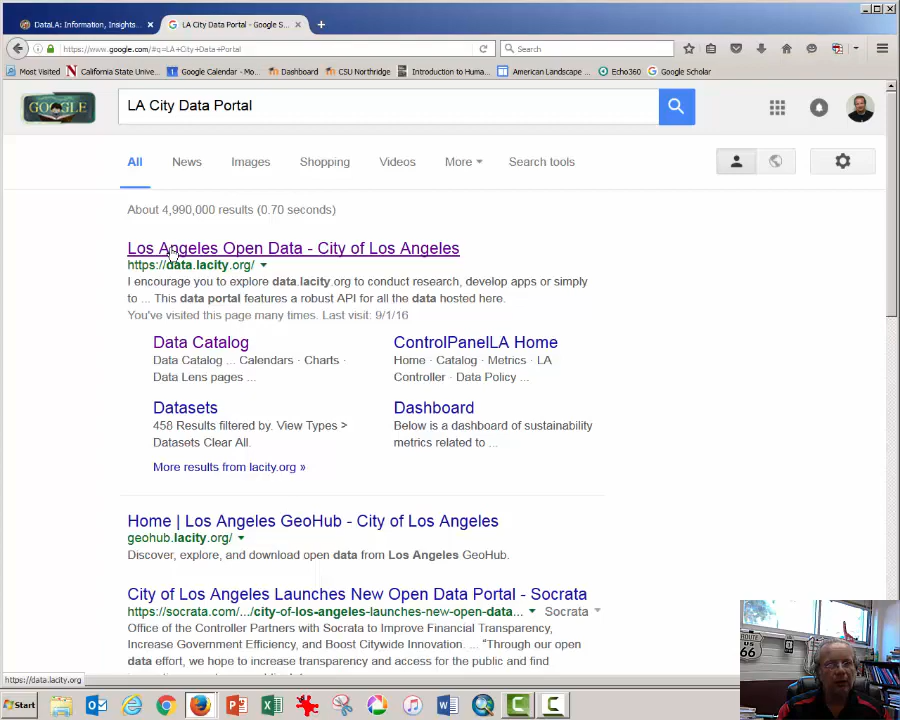 DataLA: Information, Insights...
LA City Data Portal - Google S...
https://www.google.com/#q=LA+City+Data+Portal
Search
Most Visited
California State Unive...
Google Calendar - Mo...
Dashboard
CSU Northridge
Introduction to Huma...
American Landscape ...
Echo360
Google Scholar
GOOGLE
LA City Data Portal
All
News
Images
Shopping
Videos
More
Search tools
About 4,990,000 results (0.70 seconds)
Los Angeles Open Data - City of Los Angeles
https://data.lacity.org/
I encourage you to explore data.lacity.org to conduct research, develop apps or simply
to ... This data portal features a robust API for all the data hosted here.
You've visited this page many times. Last visit: 9/1/16
Data Catalog
Data Catalog ... Calendars · Charts ·
Data Lens pages ...
ControlPanelLA Home
Home · Catalog · Metrics · LA
Controller · Data Policy ...
Datasets
458 Results filtered by. View Types >
Datasets Clear All.
Dashboard
Below is a dashboard of sustainability
metrics related to ...
More results from lacity.org »
Home | Los Angeles GeoHub - City of Los Angeles
geohub.lacity.org/
Discover, explore, and download open data from Los Angeles GeoHub.
City of Los Angeles Launches New Open Data Portal - Socrata
https://socrata.com/.../city-of-los-angeles-launches-new-open-data...
Socrata
Office of the Controller Partners with Socrata to Improve Financial Transparency,
Increase Government Efficiency, and Boost Citywide Innovation. ... "Through our open
data effort, we hope to increase transparency and access for the public and find
https://data.lacity.org
Start
ROUTE
US
66